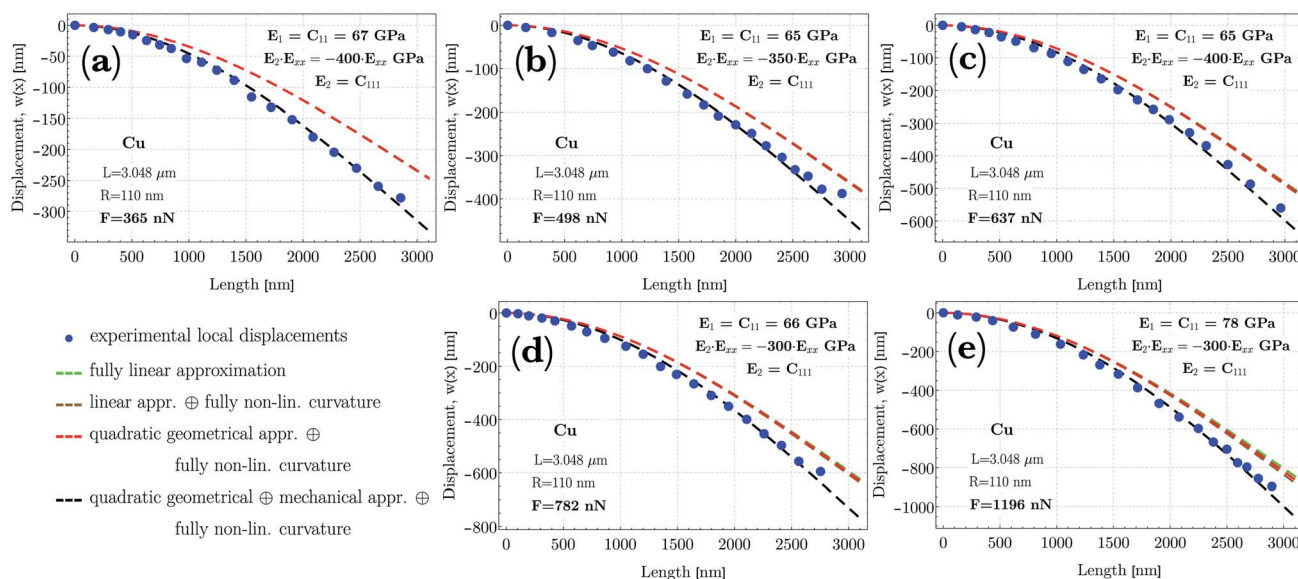 (a)
E₁ = C₁₁ = 67 GPa
E₂·Eₓₓ = −400·Eₓₓ GPa
E₂ = C₁₁₁
Cu
L=3.048 μm
R=110 nm
F=365 nN
Displacement, w(x) [nm]
0
−50
−100
−150
−200
−250
−300
0 500 1000 1500 2000 2500 3000
Length [nm]
(b)
E₁ = C₁₁ = 65 GPa
E₂·Eₓₓ = −350·Eₓₓ GPa
E₂ = C₁₁₁
Cu
L=3.048 μm
R=110 nm
F=498 nN
Displacement, w(x) [nm]
0
−100
−200
−300
−400
0 500 1000 1500 2000 2500 3000
Length [nm]
(c)
E₁ = C₁₁ = 65 GPa
E₂·Eₓₓ = −400·Eₓₓ GPa
E₂ = C₁₁₁
Cu
L=3.048 μm
R=110 nm
F=637 nN
Displacement, w(x) [nm]
0
−100
−200
−300
−400
−500
−600
0 500 1000 1500 2000 2500 3000
Length [nm]
experimental local displacements
fully linear approximation
linear appr. ⊕ fully non-lin. curvature
quadratic geometrical appr. ⊕
fully non-lin. curvature
quadratic geometrical ⊕ mechanical appr. ⊕
fully non-lin. curvature
(d)
E₁ = C₁₁ = 66 GPa
E₂·Eₓₓ = −300·Eₓₓ GPa
E₂ = C₁₁₁
Cu
L=3.048 μm
R=110 nm
F=782 nN
Displacement, w(x) [nm]
0
−200
−400
−600
−800
0 500 1000 1500 2000 2500 3000
Length [nm]
(e)
E₁ = C₁₁ = 78 GPa
E₂·Eₓₓ = −300·Eₓₓ GPa
E₂ = C₁₁₁
Cu
L=3.048 μm
R=110 nm
F=1196 nN
Displacement, w(x) [nm]
0
−200
−400
−600
−800
−1000
0 500 1000 1500 2000 2500 3000
Length [nm]